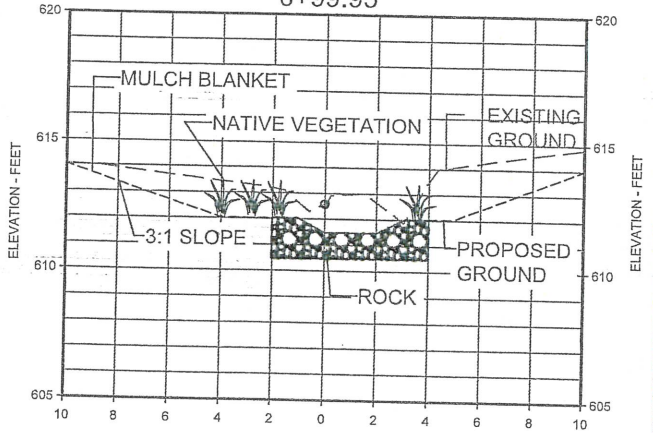 620
620
MULCH BLANKET
NATIVE VEGETATION
EXISTING
GROUND
615
615
ELEVATION - FEET
ELEVATION - FEET
3:1 SLOPE
PROPOSED
GROUND
610
610
ROCK
605
605
10 8 6 4 2 0 2 4 6 8 10